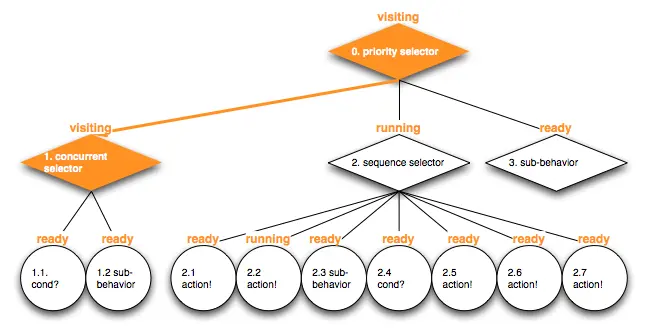 visiting
0. priority selector
visiting
running
ready
1. concurrent
selector
2. sequence selector
3. sub-behavior
ready
ready
ready
running
ready
ready
ready
ready
ready
1.1.
cond?
1.2 sub-
behavior
2.1
action!
2.2
action!
2.3 sub-
behavior
2.4
cond?
2.5
action!
2.6
action!
2.7
action!